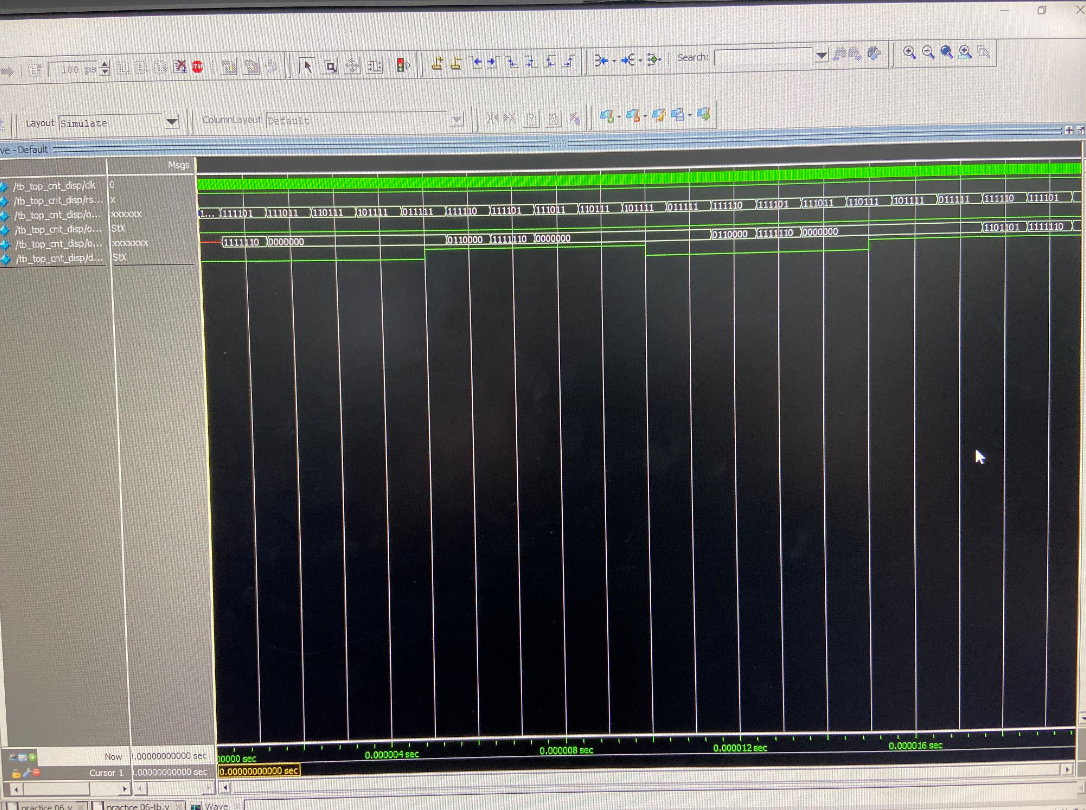 100 ps
Search:
Layout Simulate
ColumnLayout Default
ve - Default
Msgs
/tb_top_cnt_disp/clk 0
/tb_top_cnt_disp/rs... x
/tb_top_cnt_disp/o... xxxxxx 1... 111101 111011 110111 101111 011111 111110 111101 111011 110111 101111 011111 111110 111101 111011 110111 101111 011111 111110 111101
/tb_top_cnt_disp/o... StX
/tb_top_cnt_disp/o... xxxxxxx 1111110 0000000 0110000 1111110 0000000 0110000 1111110 0000000 1101101 1111110
/tb_top_cnt_disp/d... StX
Now .00000000000 sec 0000 sec 0.000004 sec 0.000008 sec 0.000012 sec 0.000016 sec
Cursor 1 .00000000000 sec 0.00000000000 sec
practice 06.v practice 06-tb.v Wave